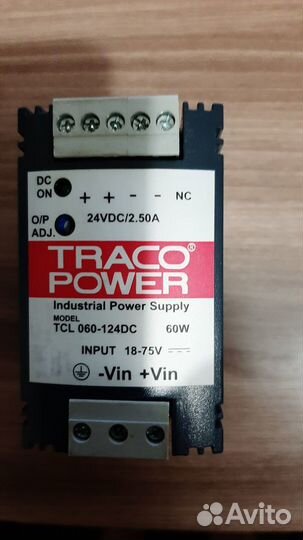 DC
ON
+ + – – NC
O/P
ADJ.
24VDC/2.50A
TRACO
POWER
Industrial Power Supply
MODEL
TCL 060-124DC 60W
INPUT 18-75V
-Vin +Vin
Avito